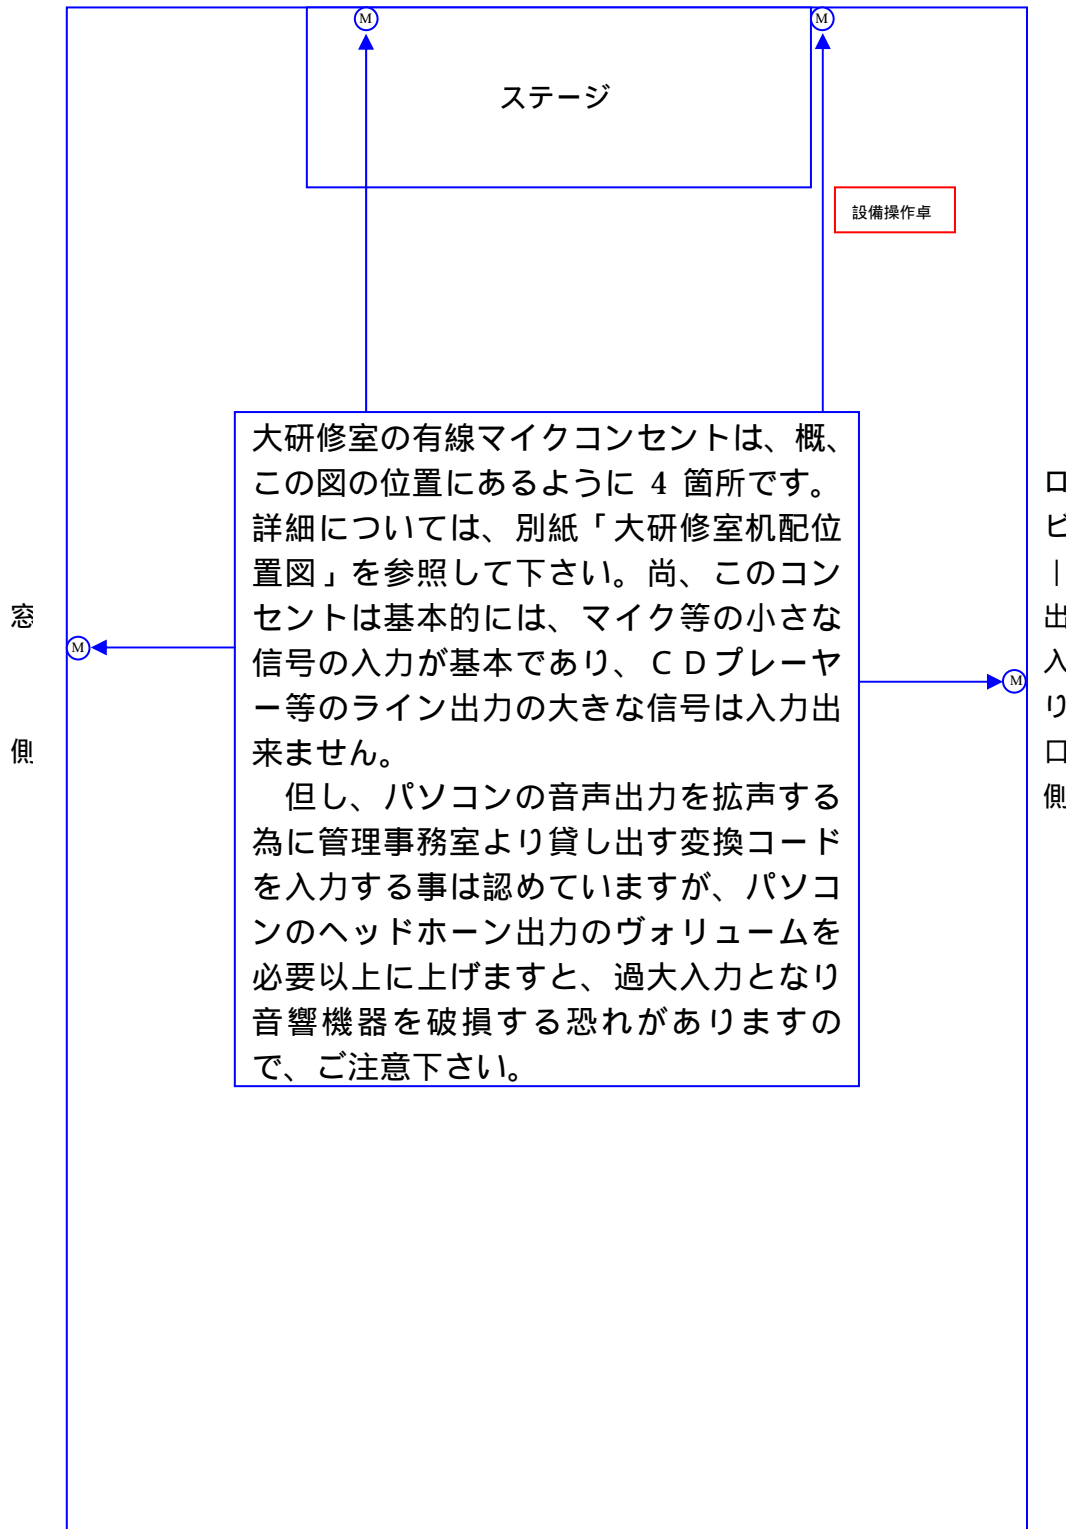 M
M
ステージ
設備操作卓
大研修室の有線マイクコンセントは、概、
この図の位置にあるように 4 箇所です。
詳細については、別紙「大研修室机配位
置図」を参照して下さい。尚、このコン
セントは基本的には、マイク等の小さな
信号の入力が基本であり、ＣＤプレーヤ
ー等のライン出力の大きな信号は入力出
来ません。
　但し、パソコンの音声出力を拡声する
為に管理事務室より貸し出す変換コード
を入力する事は認めていますが、パソコ
ンのヘッドホーン出力のヴォリュームを
必要以上に上げますと、過大入力となり
音響機器を破損する恐れがありますの
で、ご注意下さい。
窓側
M
M
ロビー出入り口側